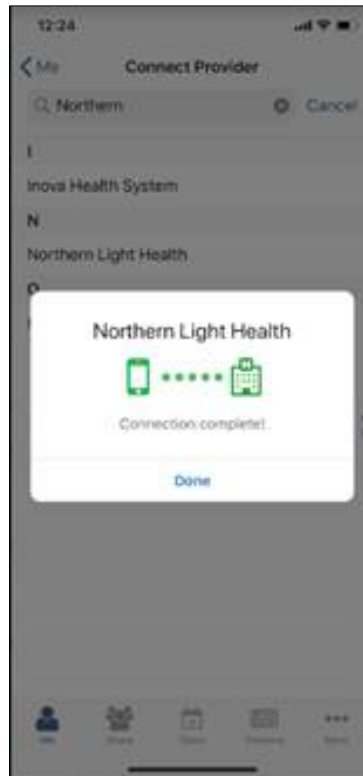 12:24
Me
Connect Provider
Northern
Cancel
I
Inova Health System
N
Northern Light Health
O
Northern Light Health
Connection complete!
Done
Me
Share